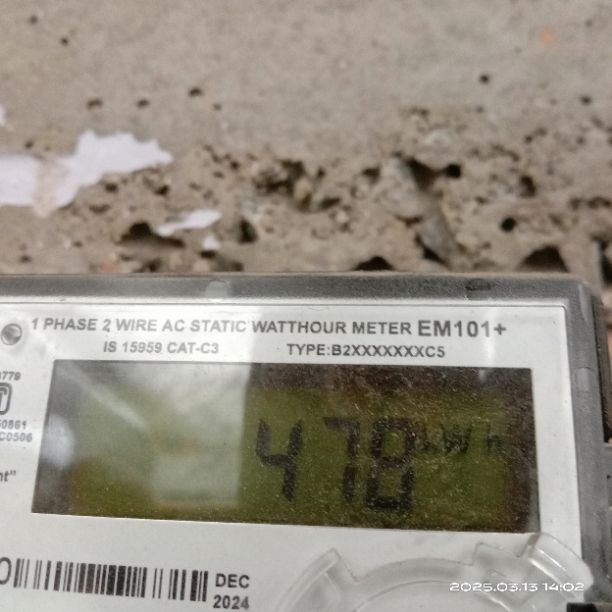 1 PHASE 2 WIRE AC STATIC WATTHOUR METER EM101+
IS 15959 CAT-C3 TYPE:B2XXXXXXXCS
478 kWh
DEC
2024
2025.03.13 14:02